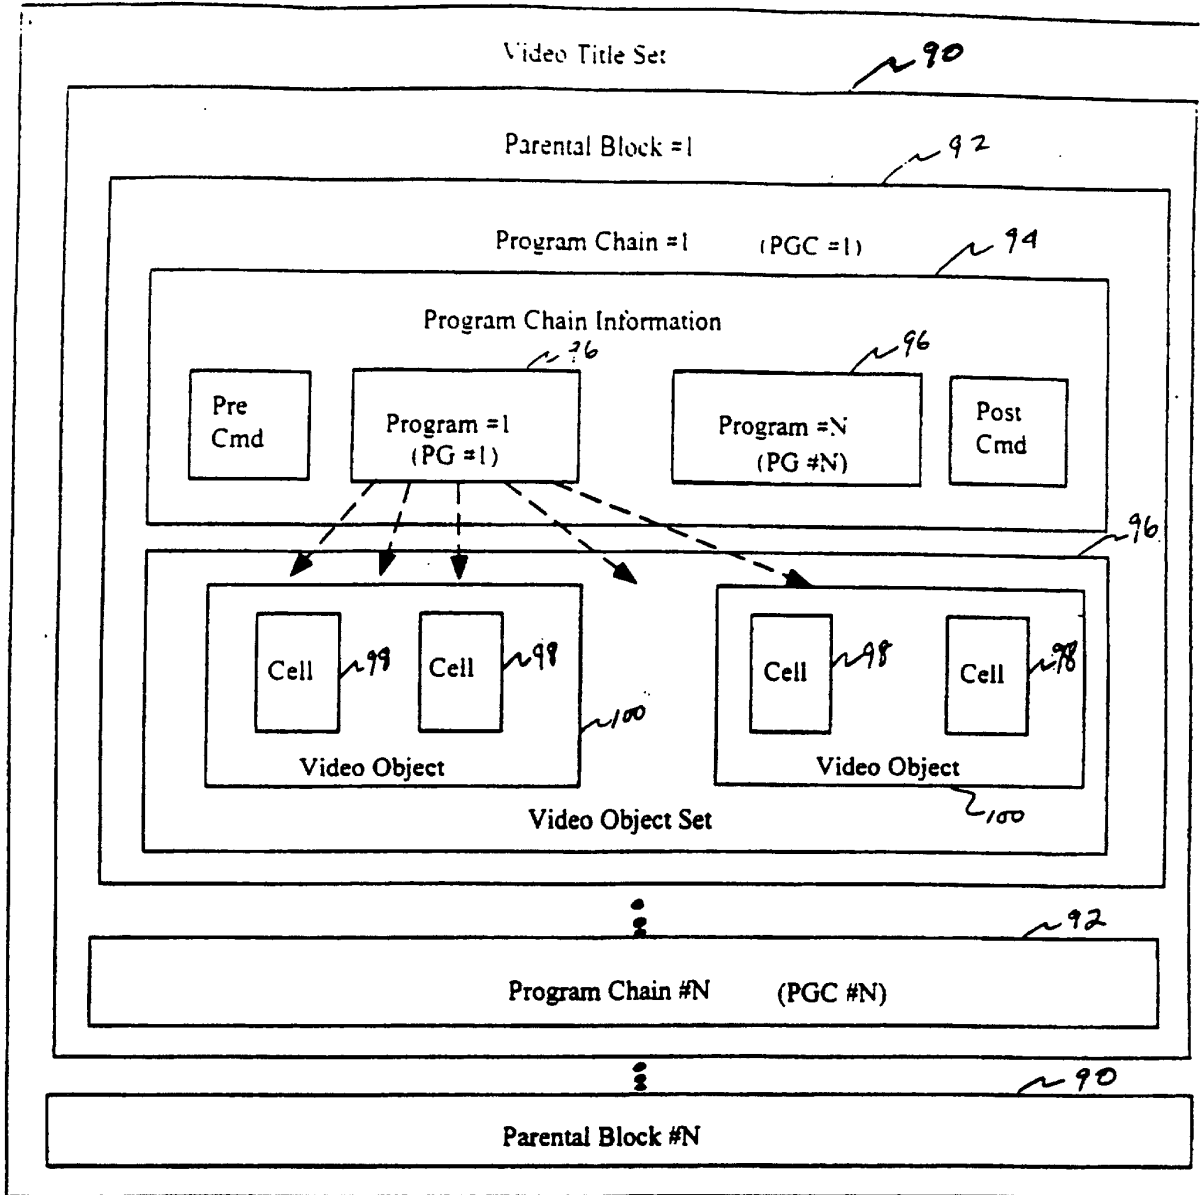 Video Title Set
90
Parental Block =1
92
Program Chain =1 (PGC =1)
94
Program Chain Information
96
96
Pre
Cmd
Program =1
(PG =1)
Program =N
(PG #N)
Post
Cmd
96
Cell
98
Cell
98
100
Video Object
Cell
98
Cell
98
Video Object
100
Video Object Set
92
Program Chain #N (PGC #N)
90
Parental Block #N